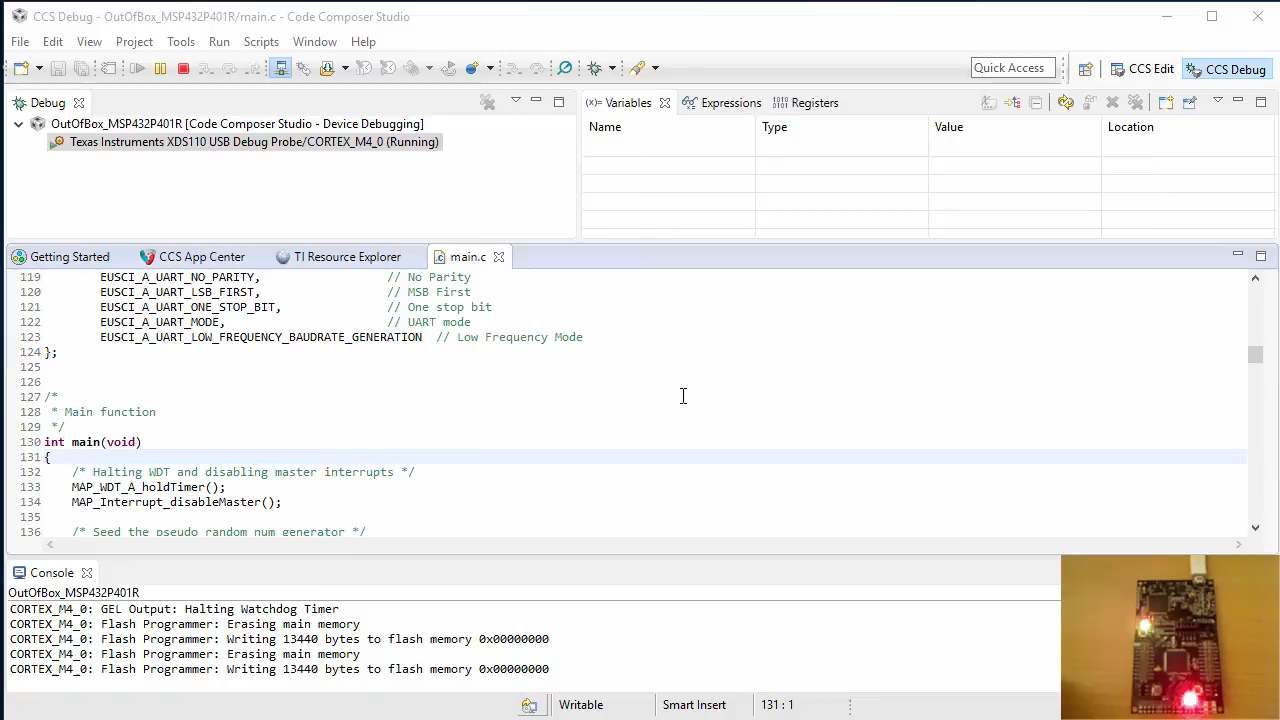 CCS Debug - OutOfBox_MSP432P401R/main.c - Code Composer Studio
File Edit View Project Tools Run Scripts Window Help
Quick Access CCS Edit CCS Debug
Debug
(x)= Variables Expressions Registers
OutOfBox_MSP432P401R [Code Composer Studio - Device Debugging]
Texas Instruments XDS110 USB Debug Probe/CORTEX_M4_0 (Running)
Name Type Value Location
Getting Started CCS App Center TI Resource Explorer main.c
119 EUSCI_A_UART_NO_PARITY, // No Parity
120 EUSCI_A_UART_LSB_FIRST, // MSB First
121 EUSCI_A_UART_ONE_STOP_BIT, // One stop bit
122 EUSCI_A_UART_MODE, // UART mode
123 EUSCI_A_UART_LOW_FREQUENCY_BAUDRATE_GENERATION // Low Frequency Mode
124 };
125
126
127 /*
128 * Main function
129 */
130 int main(void)
131 {
132 /* Halting WDT and disabling master interrupts */
133 MAP_WDT_A_holdTimer();
134 MAP_Interrupt_disableMaster();
135
136 /* Seed the pseudo random num generator */
Console
OutOfBox_MSP432P401R
CORTEX_M4_0: GEL Output: Halting Watchdog Timer
CORTEX_M4_0: Flash Programmer: Erasing main memory
CORTEX_M4_0: Flash Programmer: Writing 13440 bytes to flash memory 0x00000000
CORTEX_M4_0: Flash Programmer: Erasing main memory
CORTEX_M4_0: Flash Programmer: Writing 13440 bytes to flash memory 0x00000000
Writable Smart Insert 131 : 1